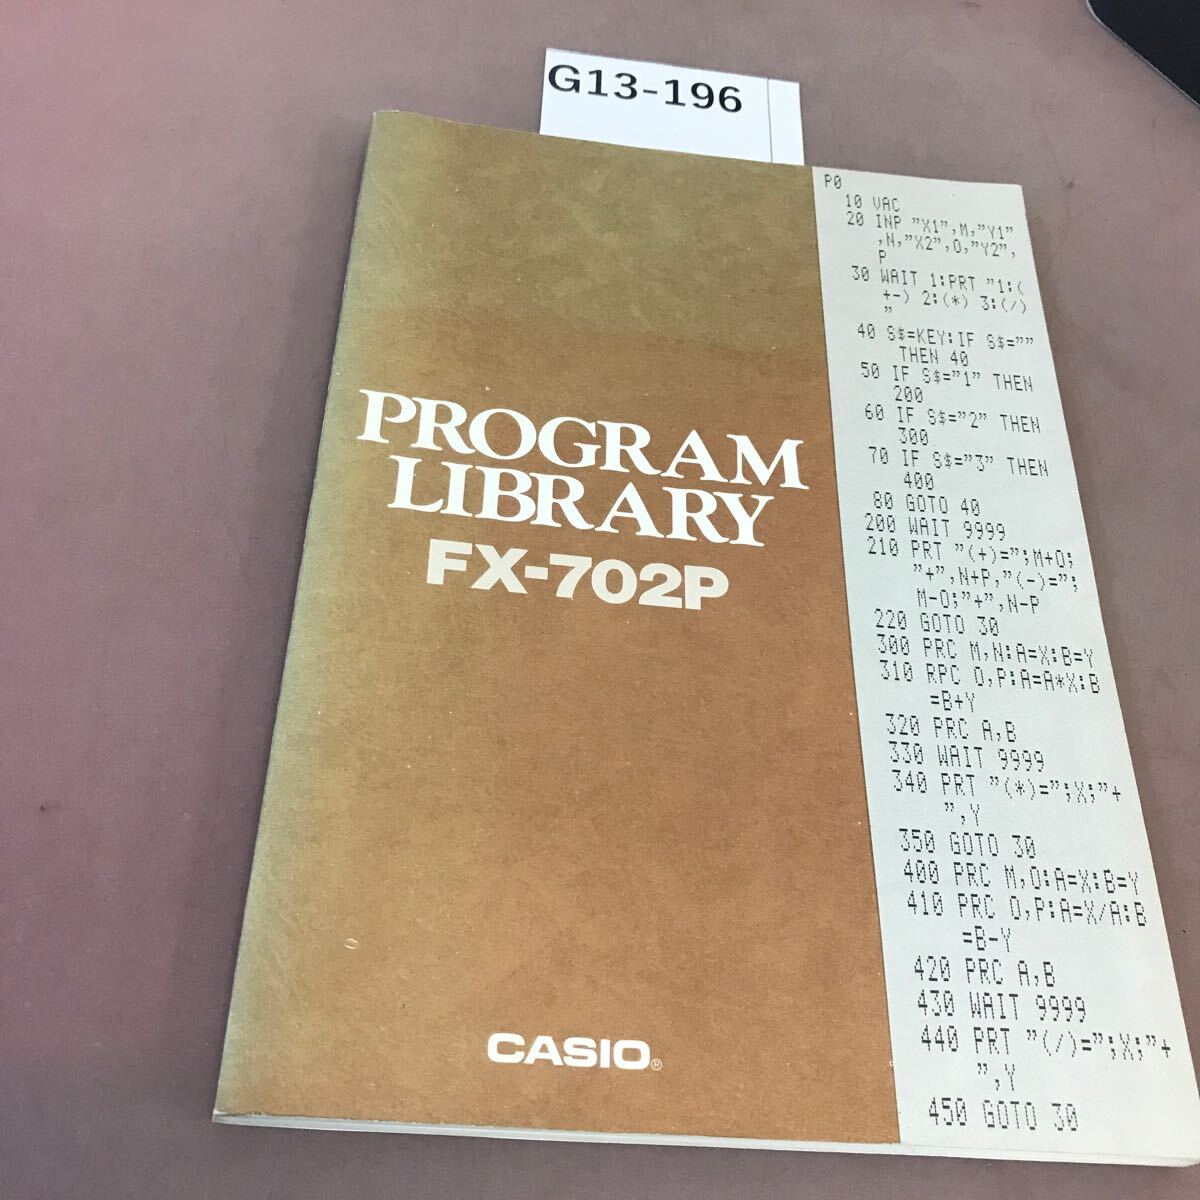 G13-196
PROGRAM
LIBRARY
FX-702P
CASIO®
P0
10 VAC
20 INP "X1",M,"Y1"
,N,"X2",O,"Y2",
P
30 WAIT 1:PRT "1:(
+-) 2:(*) 3:(/)
"
40 S$=KEY:IF S$=""
THEN 40
50 IF S$="1" THEN
200
60 IF S$="2" THEN
300
70 IF S$="3" THEN
400
80 GOTO 40
200 WAIT 9999
210 PRT "(+)=";M+O;
"+",N+P,"(-)=";
M-O;"+",N-P
220 GOTO 30
300 PRC M,N:A=X:B=Y
310 RPC O,P:A=A*X:B
=B+Y
320 PRC A,B
330 WAIT 9999
340 PRT "(*)=";X;"+
",Y
350 GOTO 30
400 PRC M,O:A=X:B=Y
410 PRC O,P:A=X/A:B
=B-Y
420 PRC A,B
430 WAIT 9999
440 PRT "(/)=";X;"+
",Y
450 GOTO 30